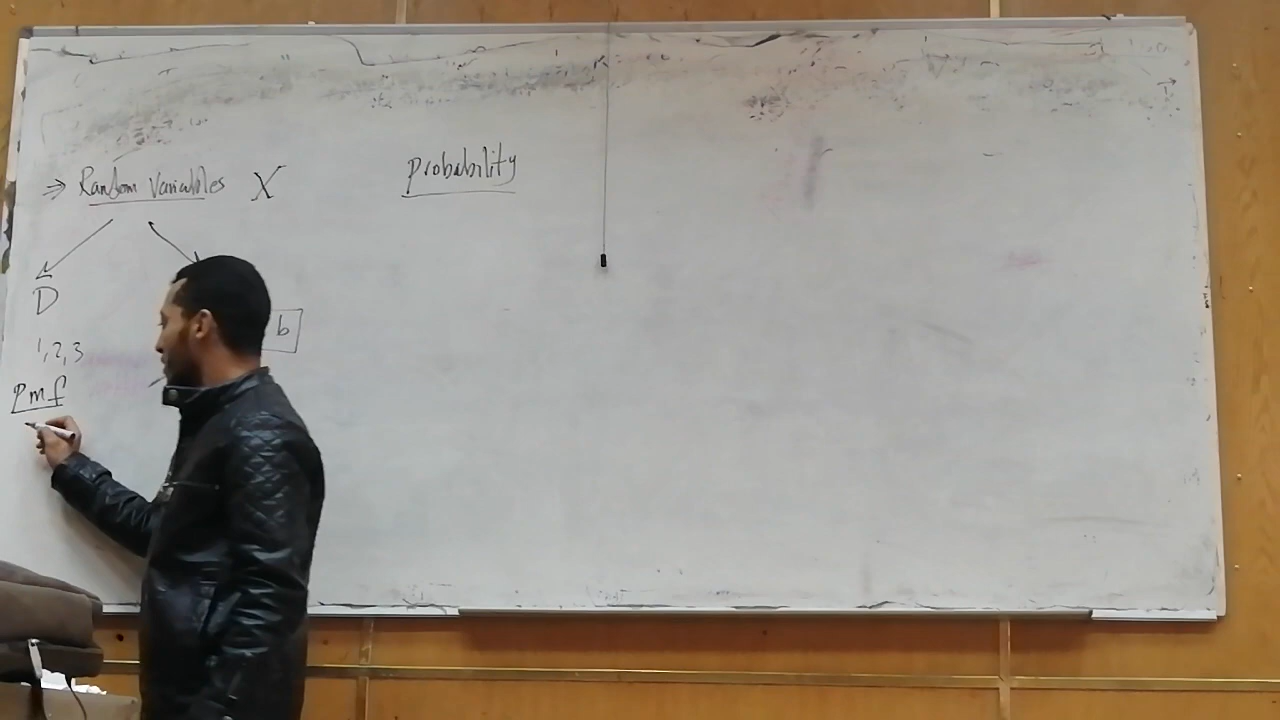 ⇒ Random Variables X
probability
D
b
1, 2, 3
Pmf